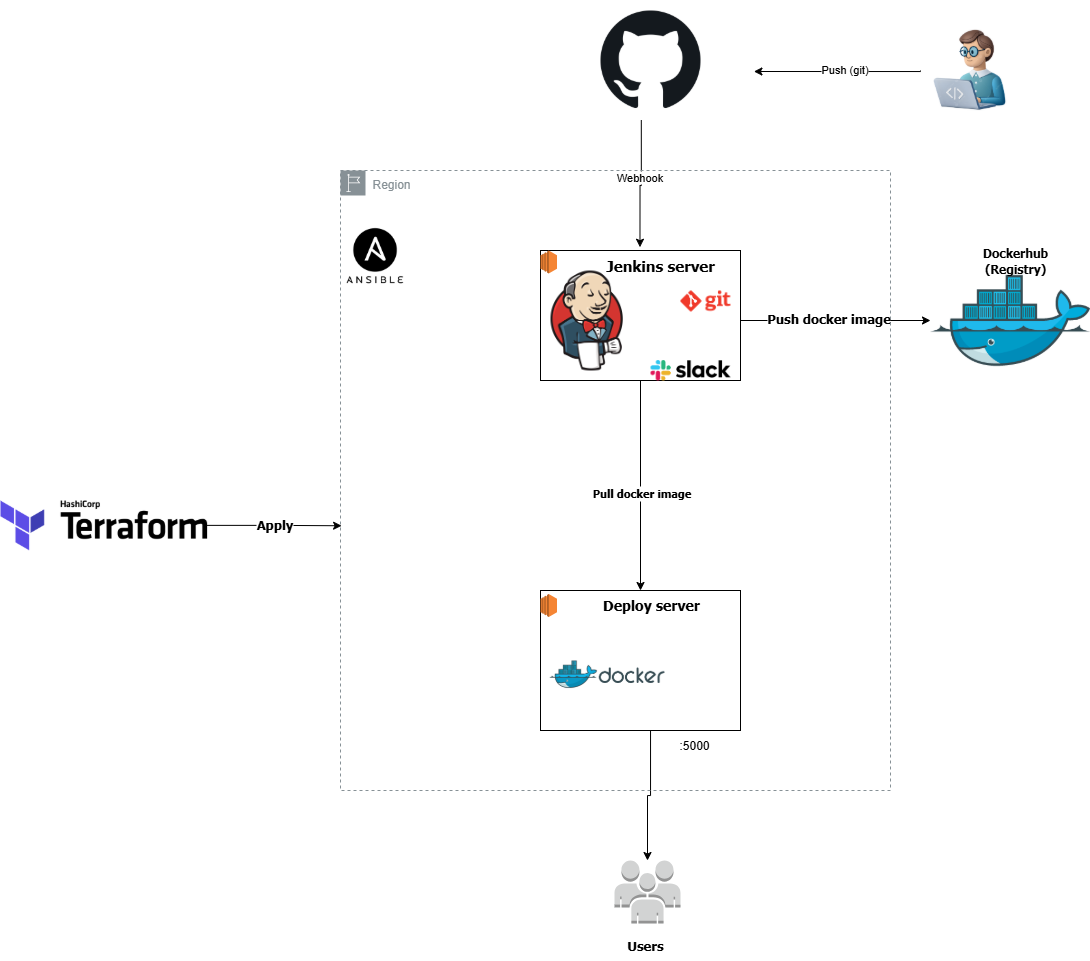 Push (git)
</>
Webhook
Region
ANSIBLE
Jenkins server
git
slack
Dockerhub
(Registry)
Push docker image
Pull docker image
HashiCorp
Terraform
Apply
Deploy server
docker
:5000
Users